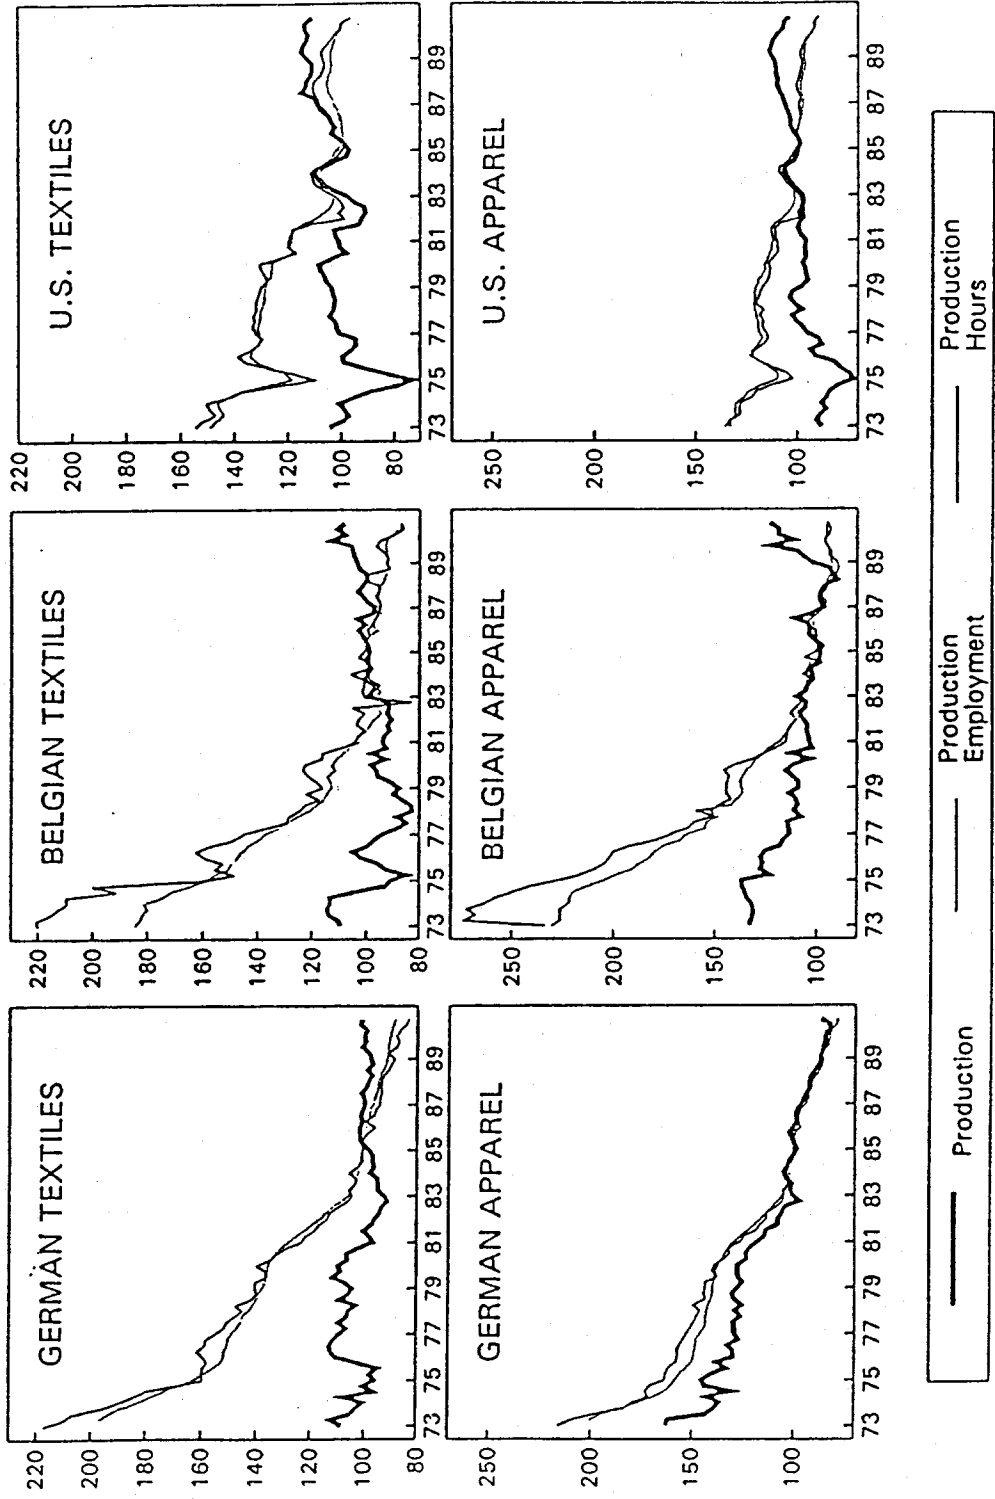 GERMAN TEXTILES
220
200
180
160
140
120
100
80
73 75 77 79 81 83 85 87 89
BELGIAN TEXTILES
220
200
180
160
140
120
100
80
73 75 77 79 81 83 85 87 89
U.S. TEXTILES
220
200
180
160
140
120
100
80
73 75 77 79 81 83 85 87 89
GERMAN APPAREL
250
200
150
100
73 75 77 79 81 83 85 87 89
BELGIAN APPAREL
250
200
150
100
73 75 77 79 81 83 85 87 89
U.S. APPAREL
250
200
150
100
73 75 77 79 81 83 85 87 89
Production
Production
Employment
Production
Hours